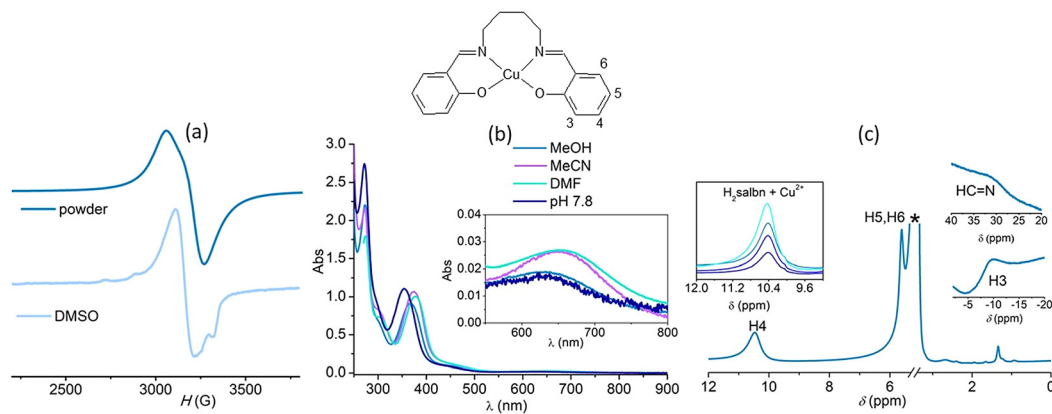 N
N
Cu
O
O
6
5
4
3
(a)
powder
DMSO
2500
3000
3500
H (G)
(b)
MeOH
MeCN
DMF
pH 7.8
3.0
2.5
2.0
1.5
1.0
0.5
0.0
Abs
300
400
500
600
700
800
900
λ (nm)
0.04
0.03
0.02
0.01
0.00
Abs
600
700
800
λ (nm)
(c)
H₂salbn + Cu²⁺
12.0
11.2
10.4
9.6
δ (ppm)
H4
H5,H6
*
HC=N
40
35
30
25
20
δ (ppm)
H3
-5
-10
-15
-20
δ (ppm)
12
10
8
6
2
0
δ (ppm)